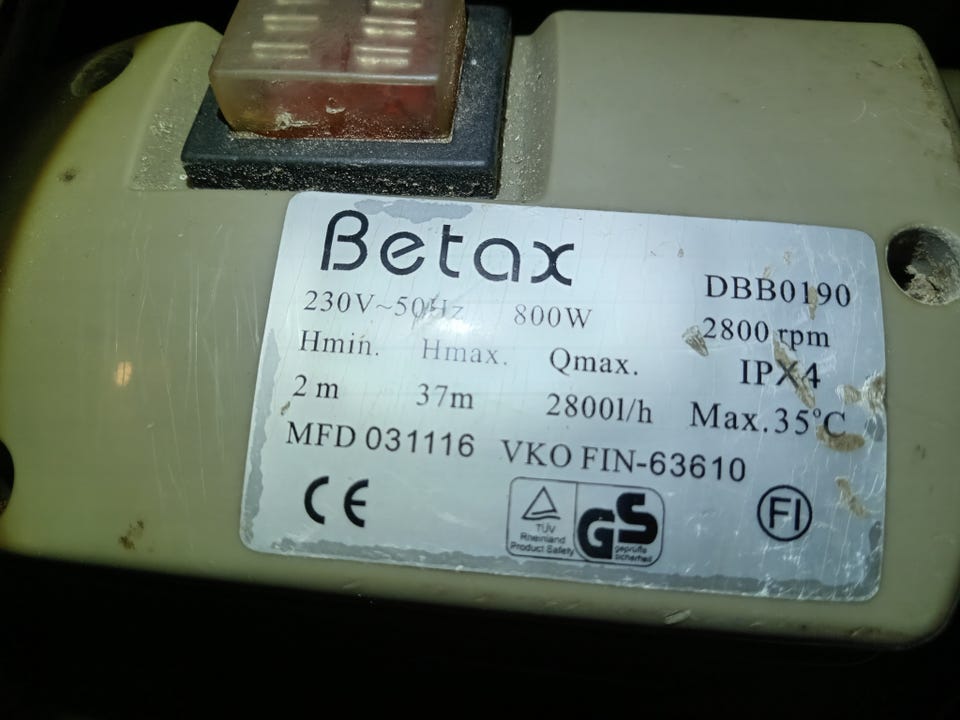 Betax
DBB0190
230V~50Hz 800W 2800 rpm
Hmin. Hmax. Qmax. IPX4
2 m 37m 2800l/h Max.35°C
MFD 031116 VKO FIN-63610
CE
TÜV
Rheinland
Product Safety
GS
geprüfte
Sicherheit
FI